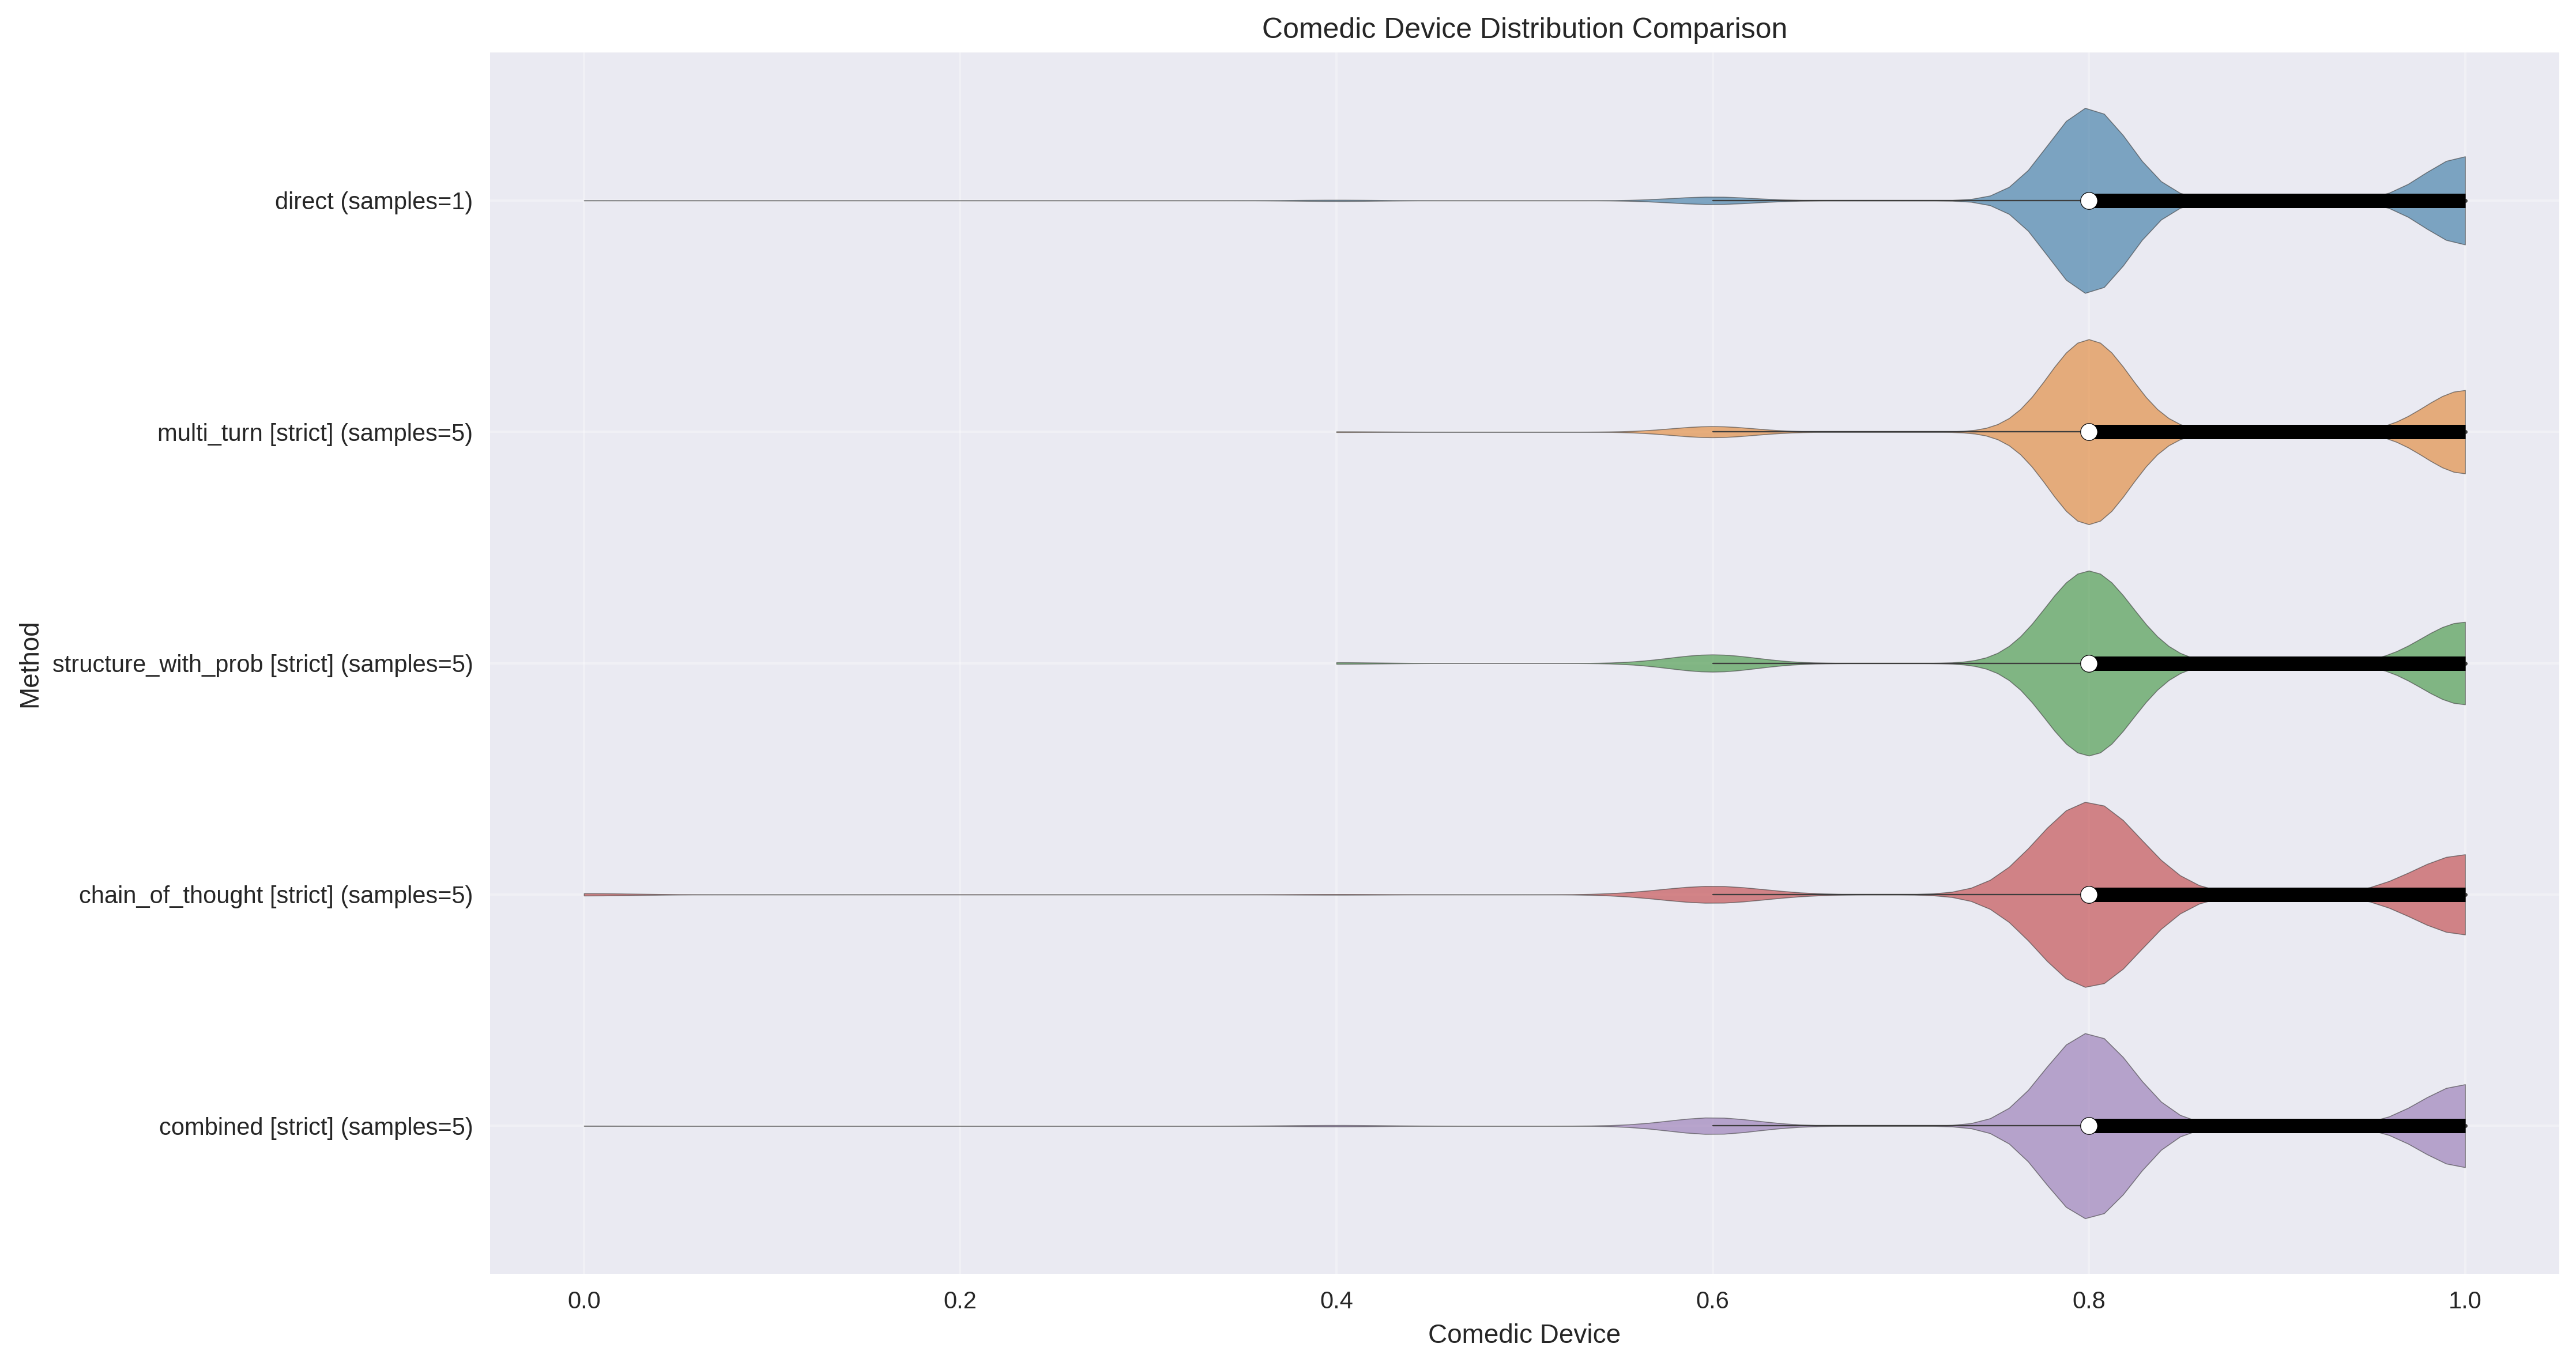 Comedic Device Distribution Comparison
Method
direct (samples=1)
multi_turn [strict] (samples=5)
structure_with_prob [strict] (samples=5)
chain_of_thought [strict] (samples=5)
combined [strict] (samples=5)
0.0 0.2 0.4 0.6 0.8 1.0
Comedic Device